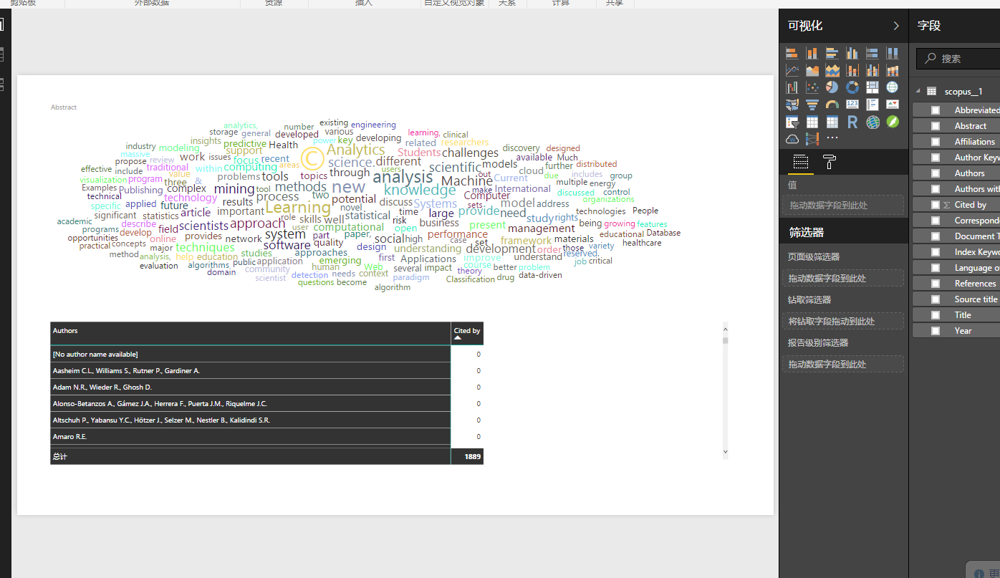 剪贴板 外部数据 资源 插入 自定义视觉对象 关系 计算 共享
可视化
字段
搜索
scopus__1
Abbreviated
Abstract
Affiliations
Author Keyw
Authors
Authors with
Σ Cited by
Corresponde
Document T
Index Keywo
Language o
References
Source title
Title
Year
值
拖动数据字段到此处
筛选器
页面级筛选器
拖动数据字段到此处
钻取筛选器
将钻取字段拖动到此处
报告级别筛选器
拖动数据字段到此处
Abstract
analytics, number existing engineering
storage general developed various learning, clinical
insights predictive Health power key developing related researchers
industry modeling support © Analytics Students challenges discovery designed
massive work issues focus recent science. different available Much
propose review areas scientific models further distributed
effective include traditional within computing users cloud
value problems tools topics through analysis Machine .out Current due includes group
visualization program three & multiple energy
Examples Publishing complex mining tool methods new knowledge make International discussed control
technical technology results process two potential Computer organizations
specific applied future Learning novel discuss Systems sets. model address
significant statistics article important role skills well statistical time large provide need study rights, technologies People
academic describe field scientists approach user computational open risk business present management being growing features
programs develop online provides network system part paper, social high performance case set framework materials educational Database
opportunities concepts major techniques software quality design understanding development order those variety healthcare
practical method analysis, help education studies approaches first Applications improve understand reserved.
evaluation algorithms public application emerging Web several impact course better problem job critical
domain community human context theory
scientist detection needs paradigm Classification drug data-driven
questions become
algorithm
Authors Cited by
[No author name available] 0
Aasheim C.L., Williams S., Rutner P., Gardiner A. 0
Adam N.R., Wieder R., Ghosh D. 0
Alonso-Betanzos A., Gámez J.A., Herrera F., Puerta J.M., Riquelme J.C. 0
Altschuh P., Yabansu Y.C., Hötzer J., Selzer M., Nestler B., Kalidindi S.R. 0
Amaro R.E. 0
总计 1889